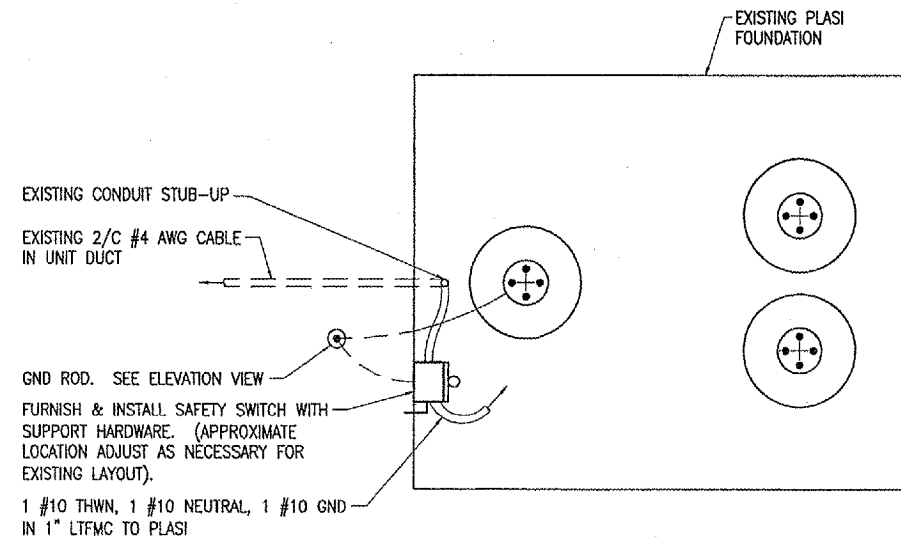 EXISTING PLASI
FOUNDATION
EXISTING CONDUIT STUB-UP
EXISTING 2/C #4 AWG CABLE
IN UNIT DUCT
GND ROD. SEE ELEVATION VIEW
FURNISH & INSTALL SAFETY SWITCH WITH
SUPPORT HARDWARE. (APPROXIMATE
LOCATION ADJUST AS NECESSARY FOR
EXISTING LAYOUT).
1 #10 THWN, 1 #10 NEUTRAL, 1 #10 GND
IN 1" LTFMC TO PLASI